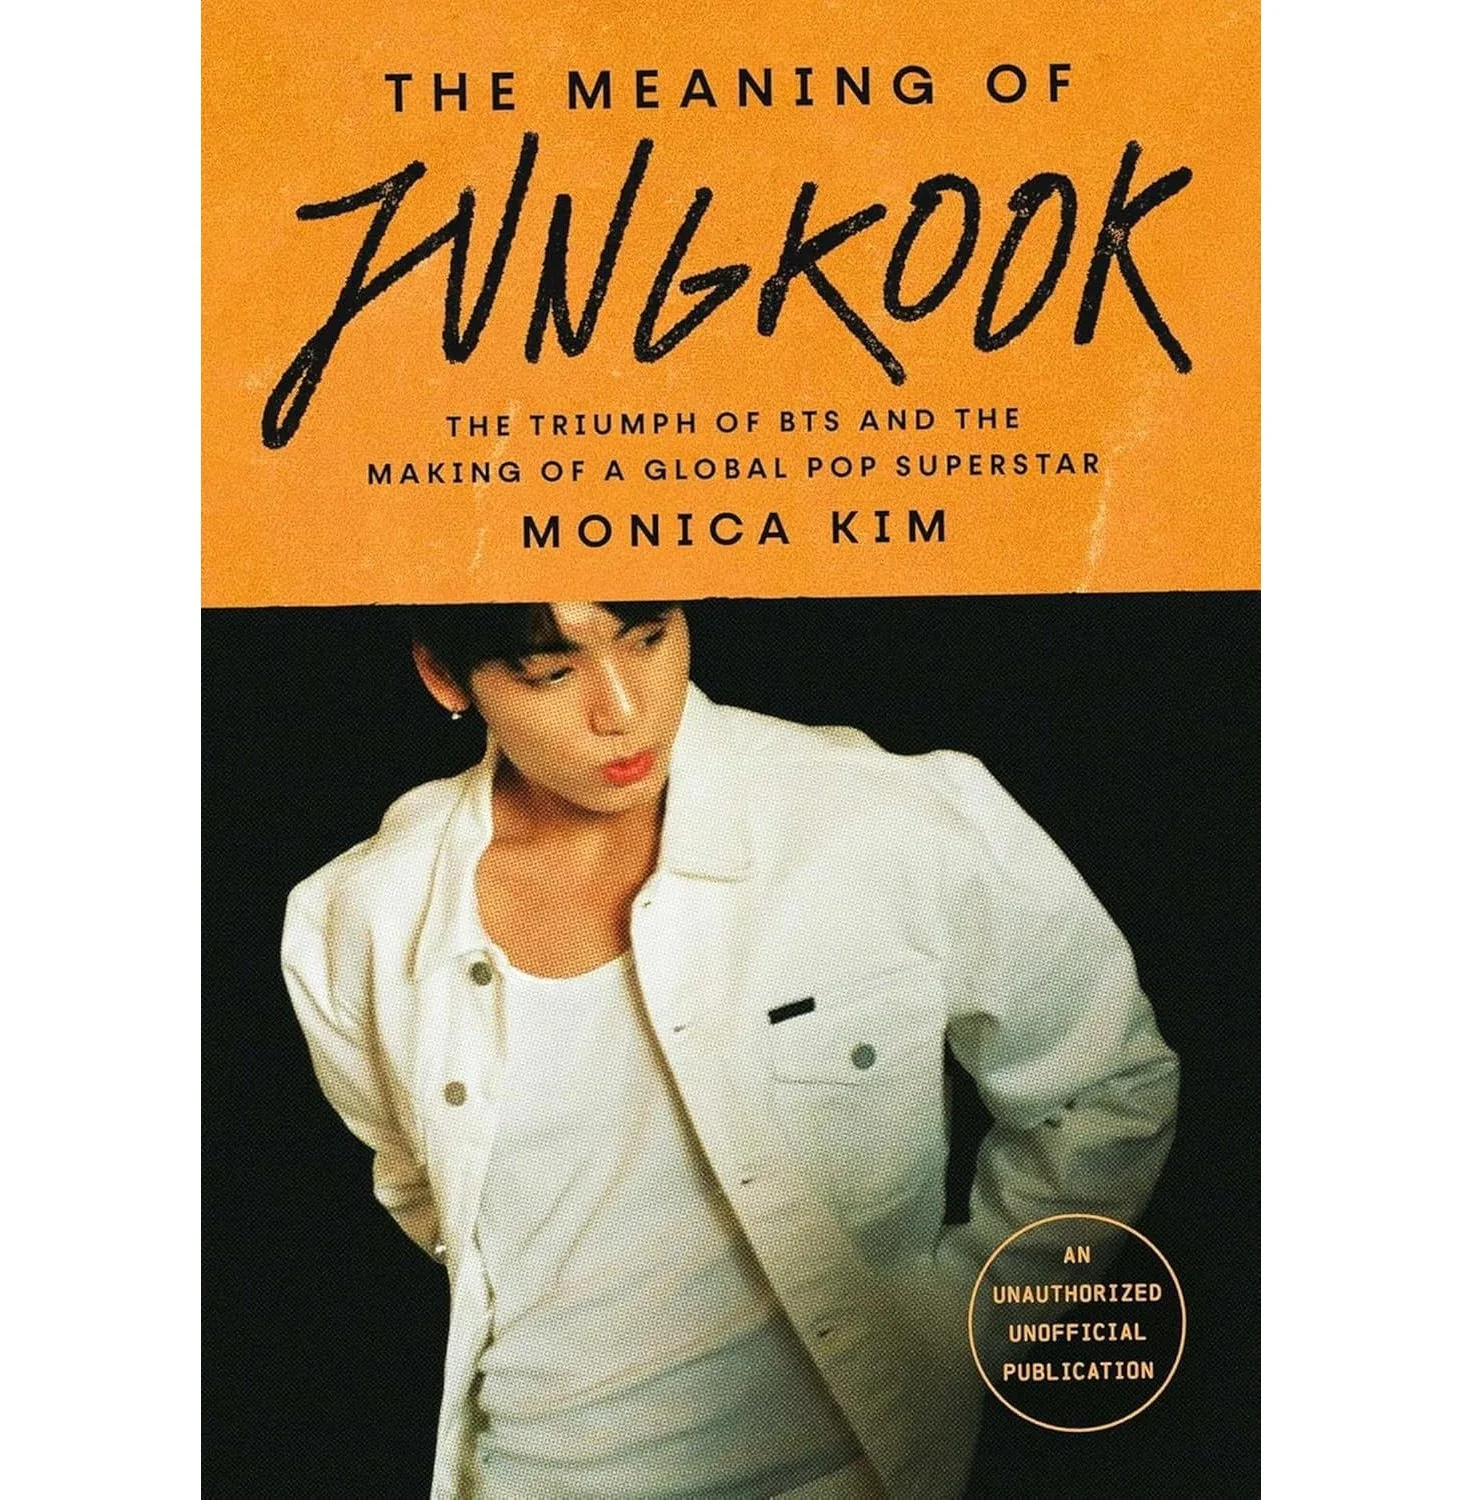 THE MEANING OF
JUNGKOOK
THE TRIUMPH OF BTS AND THE
MAKING OF A GLOBAL POP SUPERSTAR
MONICA KIM
AN
UNAUTHORIZED
UNOFFICIAL
PUBLICATION